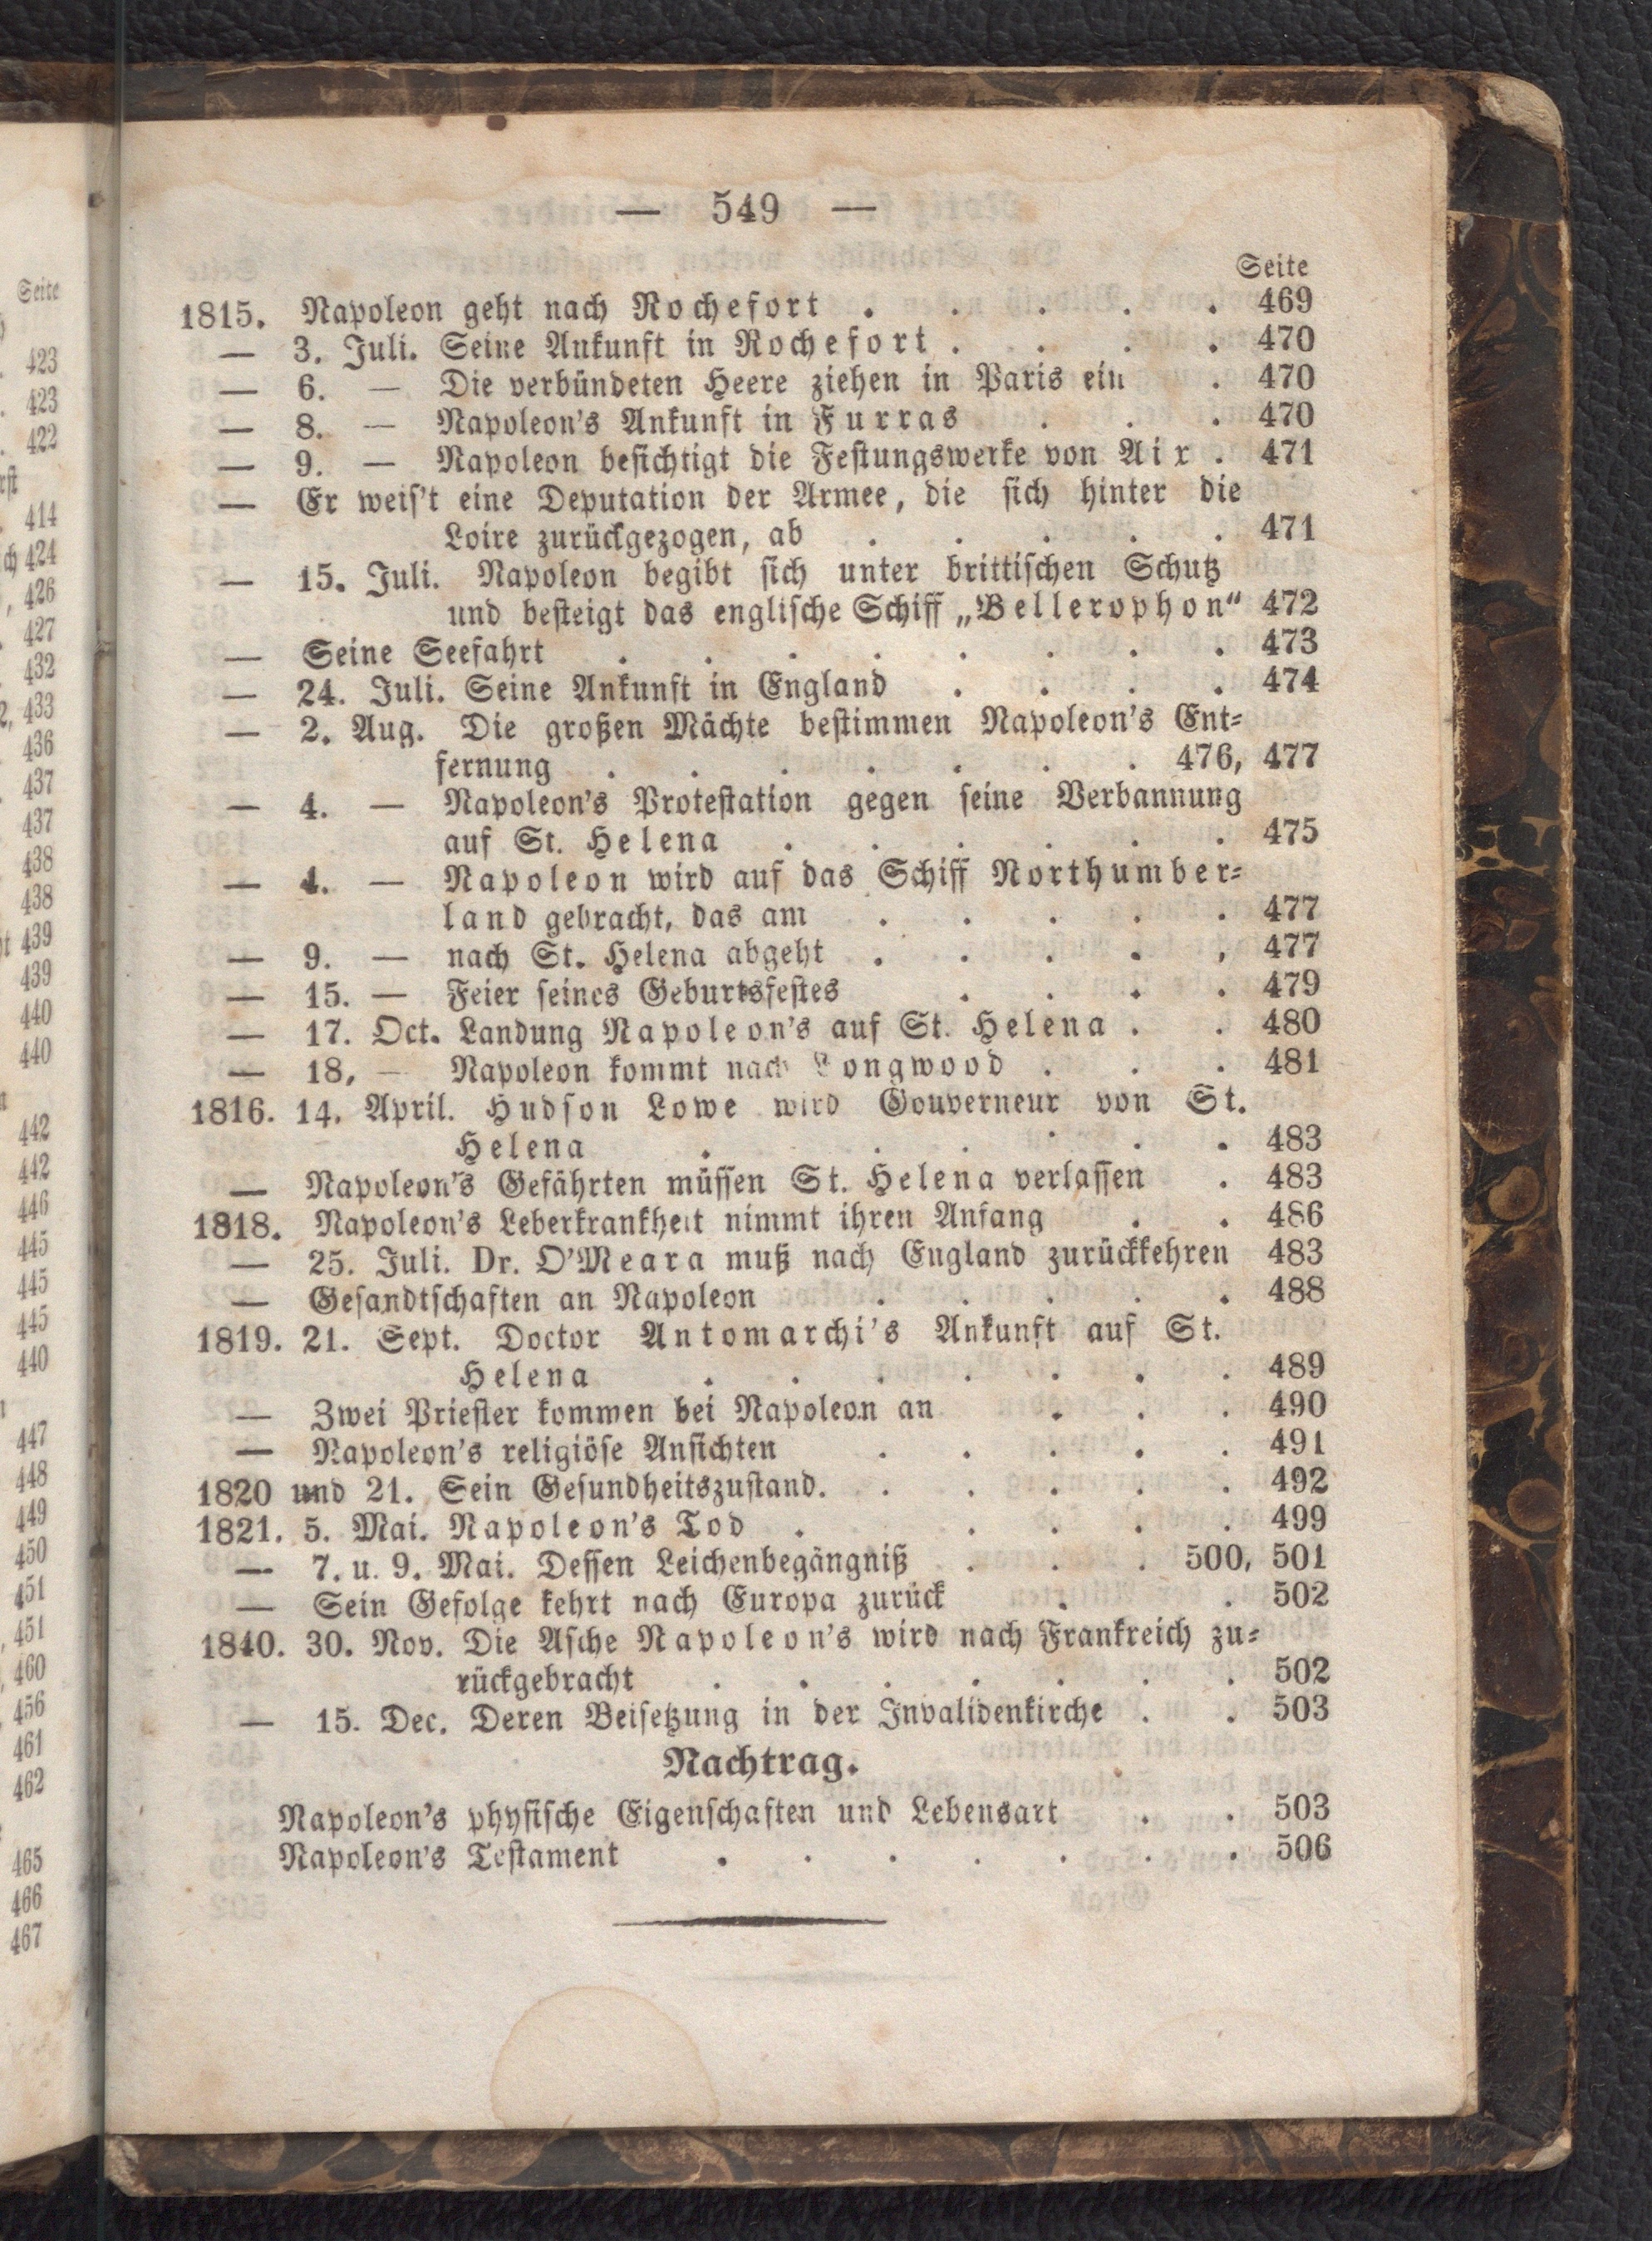 — 549 —
Seite
1815. Napoleon geht nach Rochefort . . . . . 469
— 3. Juli. Seine Ankunft in Rochefort . . . . 470
— 6. — Die verbündeten Heere ziehen in Paris ein . 470
— 8. — Napoleon's Ankunft in Furras . . . 470
— 9. — Napoleon besichtigt die Festungswerke von Aix . 471
— Er weis't eine Deputation der Armee, die sich hinter die
Loire zurückgezogen, ab . . . . . 471
— 15. Juli. Napoleon begibt sich unter brittischen Schutz
und besteigt das englische Schiff „Bellerophon“ 472
— Seine Seefahrt . . . . . . . . 473
— 24. Juli. Seine Ankunft in England . . . . 474
— 2. Aug. Die großen Mächte bestimmen Napoleon's Ent-
fernung . . . . . . . 476, 477
— 4. — Napoleon's Protestation gegen seine Verbannung
auf St. Helena . . . . . . 475
— 4. — Napoleon wird auf das Schiff Northumber-
land gebracht, das am . . . . . 477
— 9. — nach St. Helena abgeht . . . . , 477
— 15. — Feier seines Geburtsfestes . . . . 479
— 17. Oct. Landung Napoleon's auf St. Helena . . 480
— 18, — Napoleon kommt nach Longwood . . . 481
1816. 14. April. Hudson Lowe wird Gouverneur von St.
Helena . . . . . . 483
— Napoleon's Gefährten müssen St. Helena verlassen . 483
1818. Napoleon's Leberkrankheit nimmt ihren Anfang . . 486
— 25. Juli. Dr. O'Meara muß nach England zurückkehren 483
— Gesandtschaften an Napoleon . . . . . 488
1819. 21. Sept. Doctor Antomarchi's Ankunft auf St.
Helena . . . . . . . 489
— Zwei Priester kommen bei Napoleon an . . . 490
— Napoleon's religiöse Ansichten . . . . . 491
1820 und 21. Sein Gesundheitszustand. . . . . . 492
1821. 5. Mai. Napoleon's Tod . . . . . 499
— 7. u. 9. Mai. Dessen Leichenbegängniß . . . 500, 501
— Sein Gefolge kehrt nach Europa zurück . . 502
1840. 30. Nov. Die Asche Napoleon's wird nach Frankreich zu-
rückgebracht . . . . . . . 502
— 15. Dec. Deren Beisetzung in der Invalidenkirche . . 503
Nachtrag.
Napoleon's physische Eigenschaften und Lebensart . . 503
Napoleon's Testament . . . . . . . 506